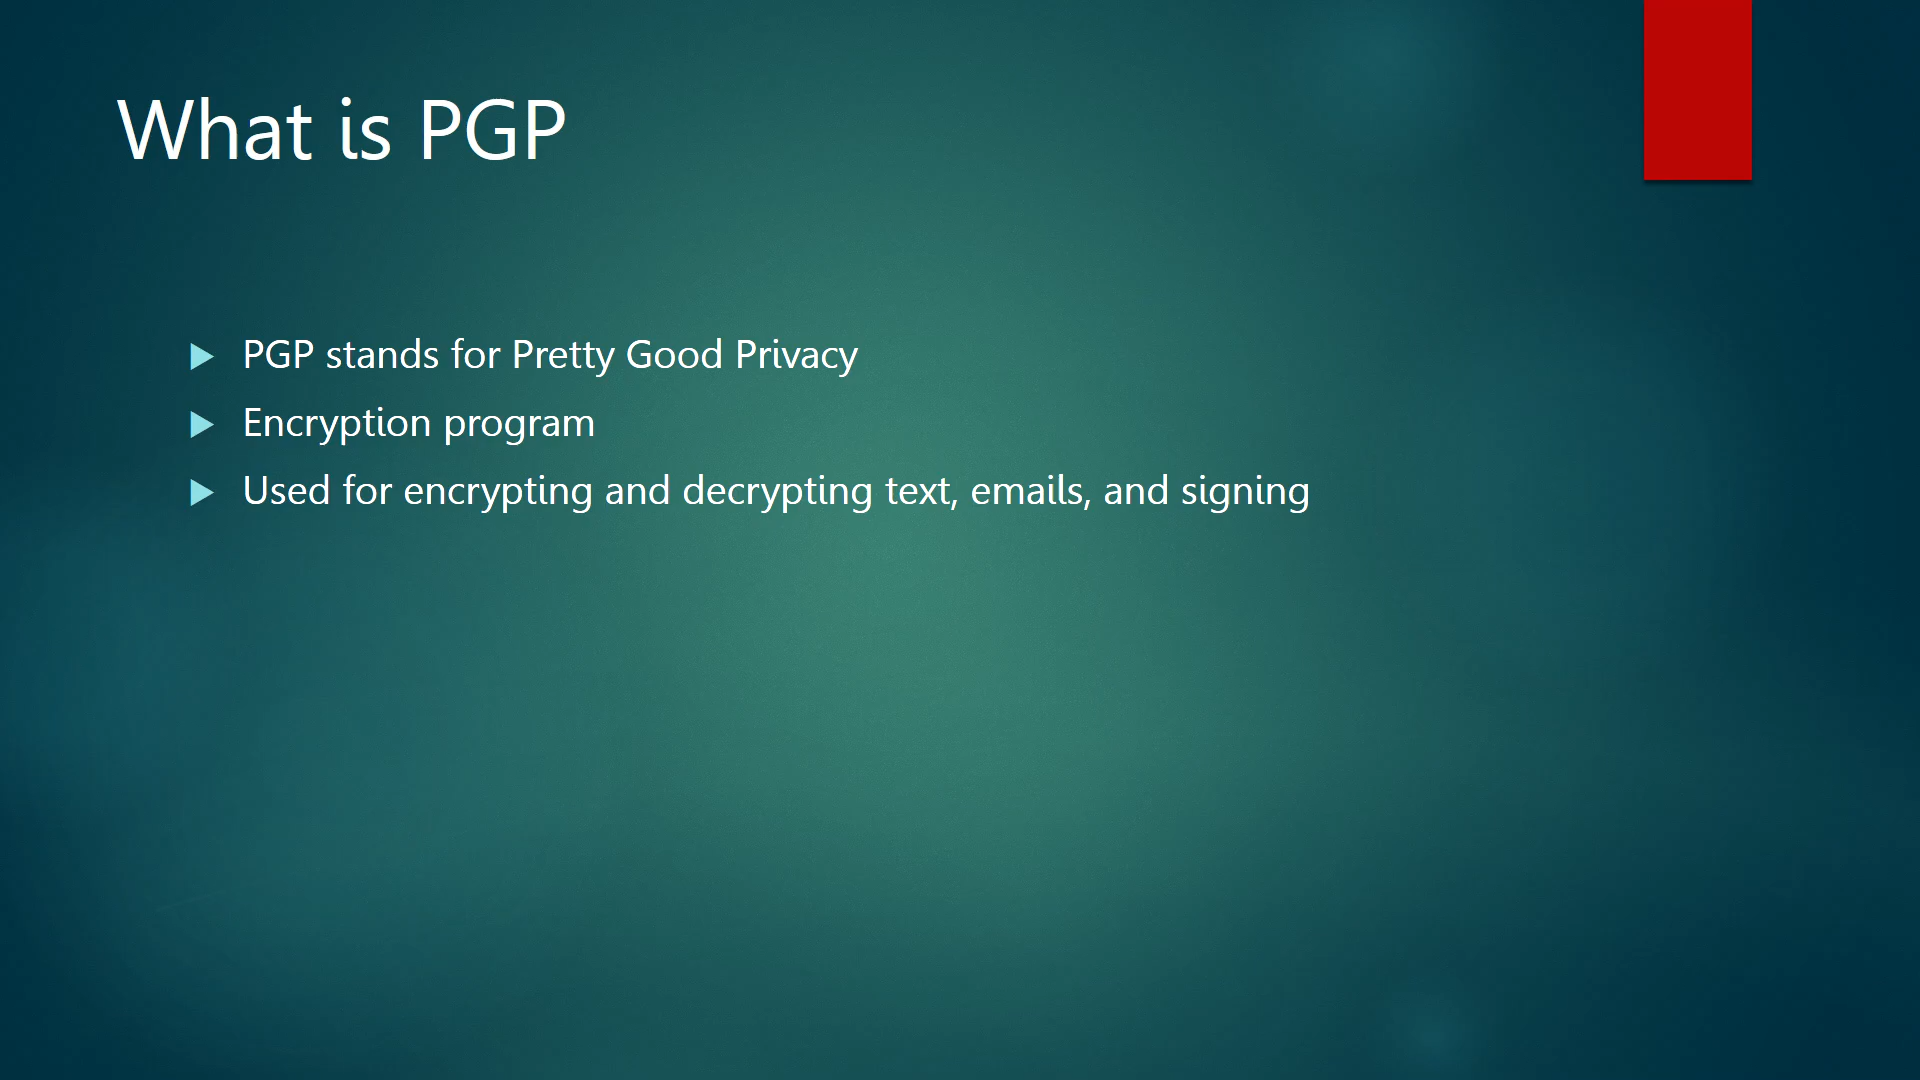 What is PGP
PGP stands for Pretty Good Privacy
Encryption program
Used for encrypting and decrypting text, emails, and signing